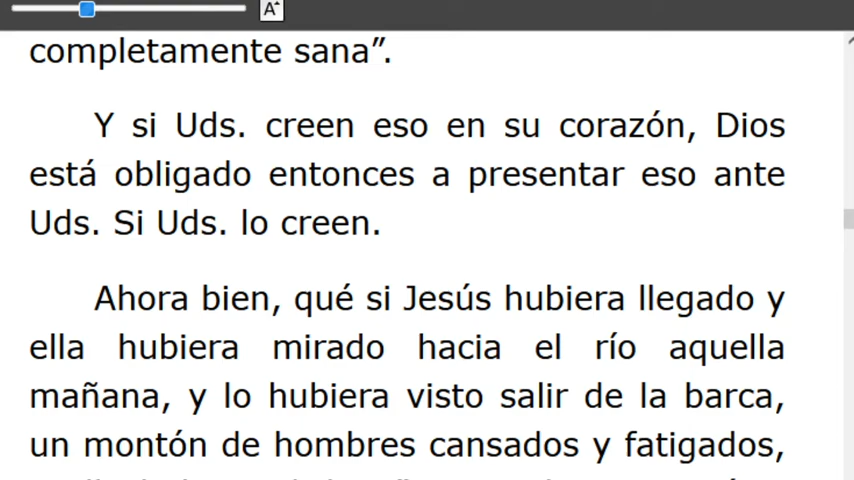 A
completamente sana”.
Y si Uds. creen eso en su corazón, Dios
está obligado entonces a presentar eso ante
Uds. Si Uds. lo creen.
Ahora bien, qué si Jesús hubiera llegado y
ella hubiera mirado hacia el río aquella
mañana, y lo hubiera visto salir de la barca,
un montón de hombres cansados y fatigados,